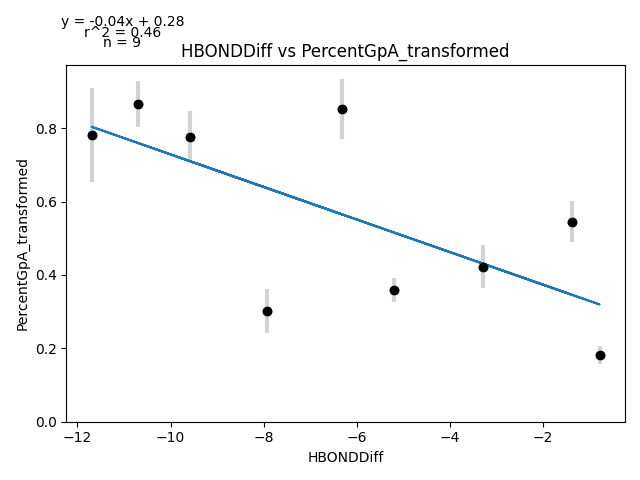 y = -0.04x + 0.28
r^2 = 0.46
n = 9
HBONDDiff vs PercentGpA_transformed
PercentGpA_transformed
0.8
0.6
0.4
0.2
0.0
−12
−10
−8
−6
−4
−2
HBONDDiff